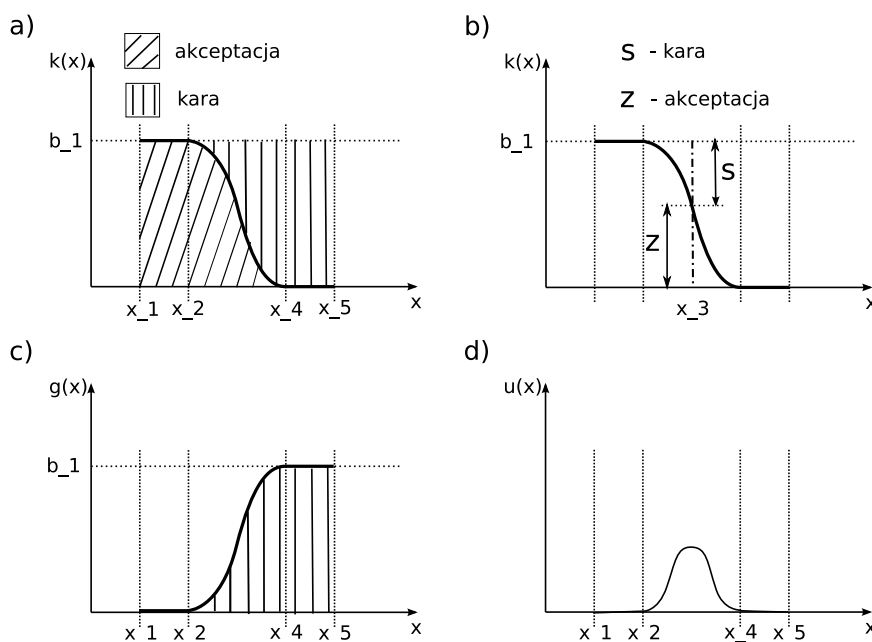 a)
akceptacja
k(x)
kara
b_1
x
x_1 x_2 x_4 x_5
b)
s - kara
k(x)
z - akceptacja
b_1
s
z
x
x_3
c)
g(x)
b_1
x
x_1 x_2 x_4 x_5
d)
u(x)
x
x_1 x_2 x_4 x_5